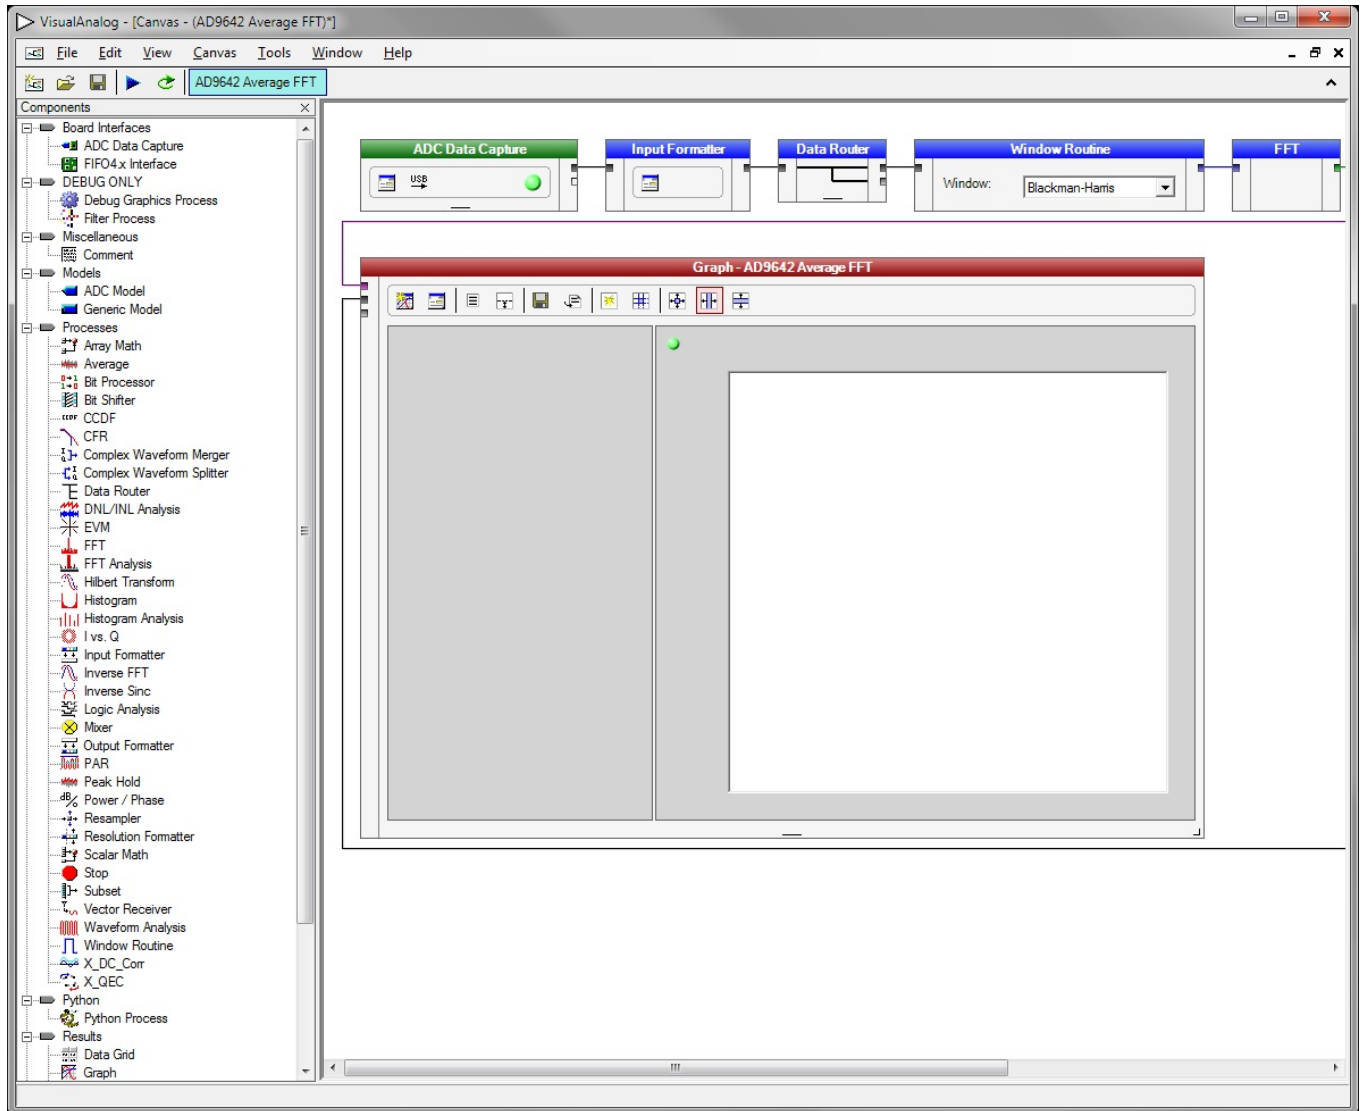 VisualAnalog - [Canvas - (AD9642 Average FFT)*]
File Edit View Canvas Tools Window Help
AD9642 Average FFT
Components
Board Interfaces
ADC Data Capture
FIFO4.x Interface
DEBUG ONLY
Debug Graphics Process
Filter Process
Miscellaneous
Comment
Models
ADC Model
Generic Model
Processes
Array Math
Average
Bit Processor
Bit Shifter
CCDF
CFR
Complex Waveform Merger
Complex Waveform Splitter
Data Router
DNL/INL Analysis
EVM
FFT
FFT Analysis
Hilbert Transform
Histogram
Histogram Analysis
I vs. Q
Input Formatter
Inverse FFT
Inverse Sinc
Logic Analysis
Mixer
Output Formatter
PAR
Peak Hold
Power / Phase
Resampler
Resolution Formatter
Scalar Math
Stop
Subset
Vector Receiver
Waveform Analysis
Window Routine
X_DC_Corr
X_QEC
Python
Python Process
Results
Data Grid
Graph
ADC Data Capture
USB
Input Formatter
Data Router
Window Routine
Window: Blackman-Harris
FFT
Graph - AD9642 Average FFT